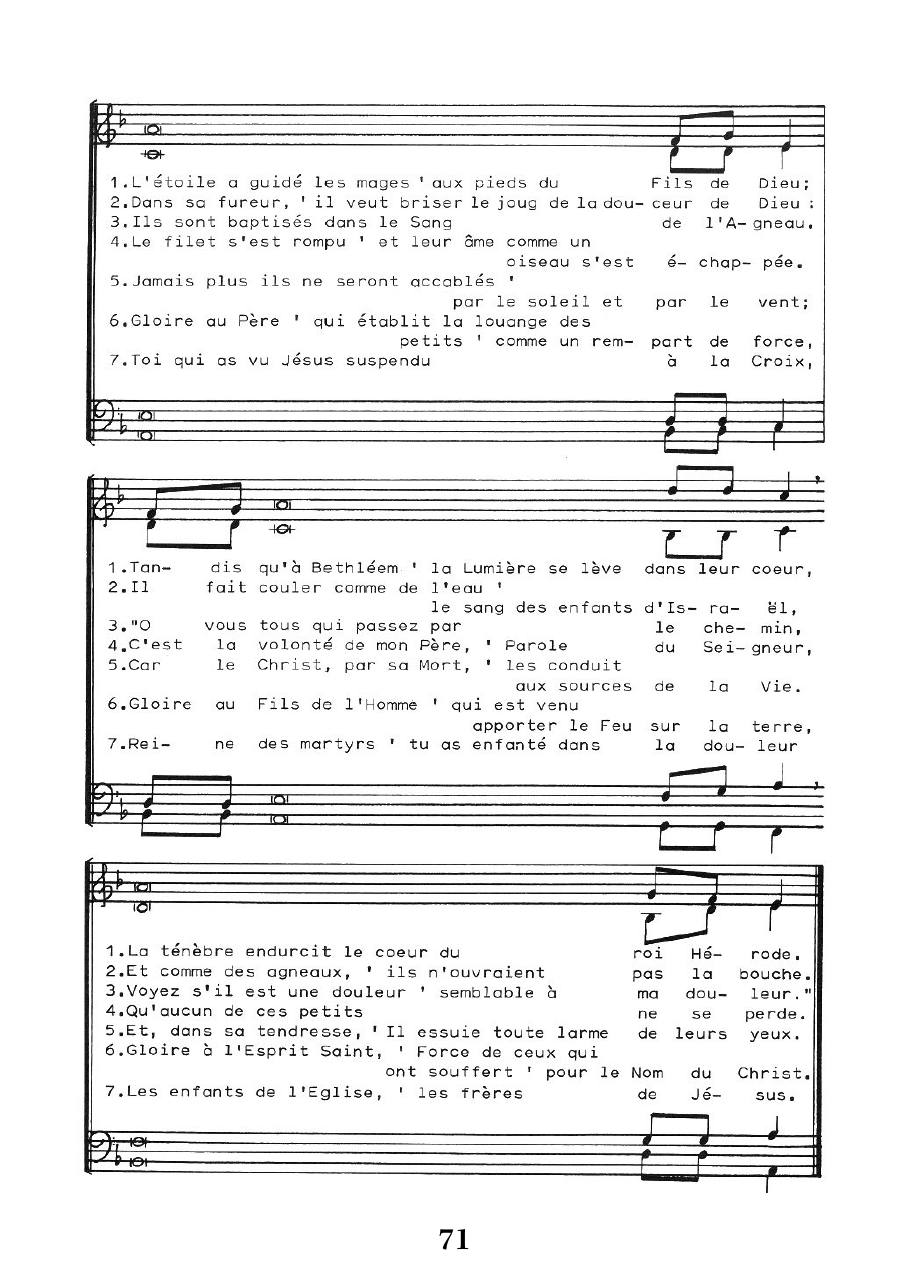 1.L'étoile a guidé les mages ' aux pieds du Fils de Dieu;
2.Dans sa fureur, ' il veut briser le joug de la dou- ceur de Dieu :
3.Ils sont baptisés dans le Sang de l'A- gneau.
4.Le filet s'est rompu ' et leur âme comme un
oiseau s'est é- chap- pée.
5.Jamais plus ils ne seront accablés '
par le soleil et par le vent;
6.Gloire au Père ' qui établit la louange des
petits ' comme un rem- part de force,
7.Toi qui as vu Jésus suspendu à la Croix,
1.Tan- dis qu'à Bethléem ' la Lumière se lève dans leur coeur,
2.Il fait couler comme de l'eau '
le sang des enfants d'Is- ra- ël,
3."O vous tous qui passez par le che- min,
4.C'est la volonté de mon Père, ' Parole du Sei- gneur,
5.Car le Christ, par sa Mort, ' les conduit
aux sources de la Vie.
6.Gloire au Fils de l'Homme ' qui est venu
apporter le Feu sur la terre,
7.Rei- ne des martyrs ' tu as enfanté dans la dou- leur
1.La ténèbre endurcit le coeur du roi Hé- rode.
2.Et comme des agneaux, ' ils n'ouvraient pas la bouche.
3.Voyez s'il est une douleur ' semblable à ma dou- leur."
4.Qu'aucun de ces petits ne se perde.
5.Et, dans sa tendresse, ' Il essuie toute larme de leurs yeux.
6.Gloire à l'Esprit Saint, ' Force de ceux qui
ont souffert ' pour le Nom du Christ.
7.Les enfants de l'Eglise, ' les frères de Jé- sus.
71